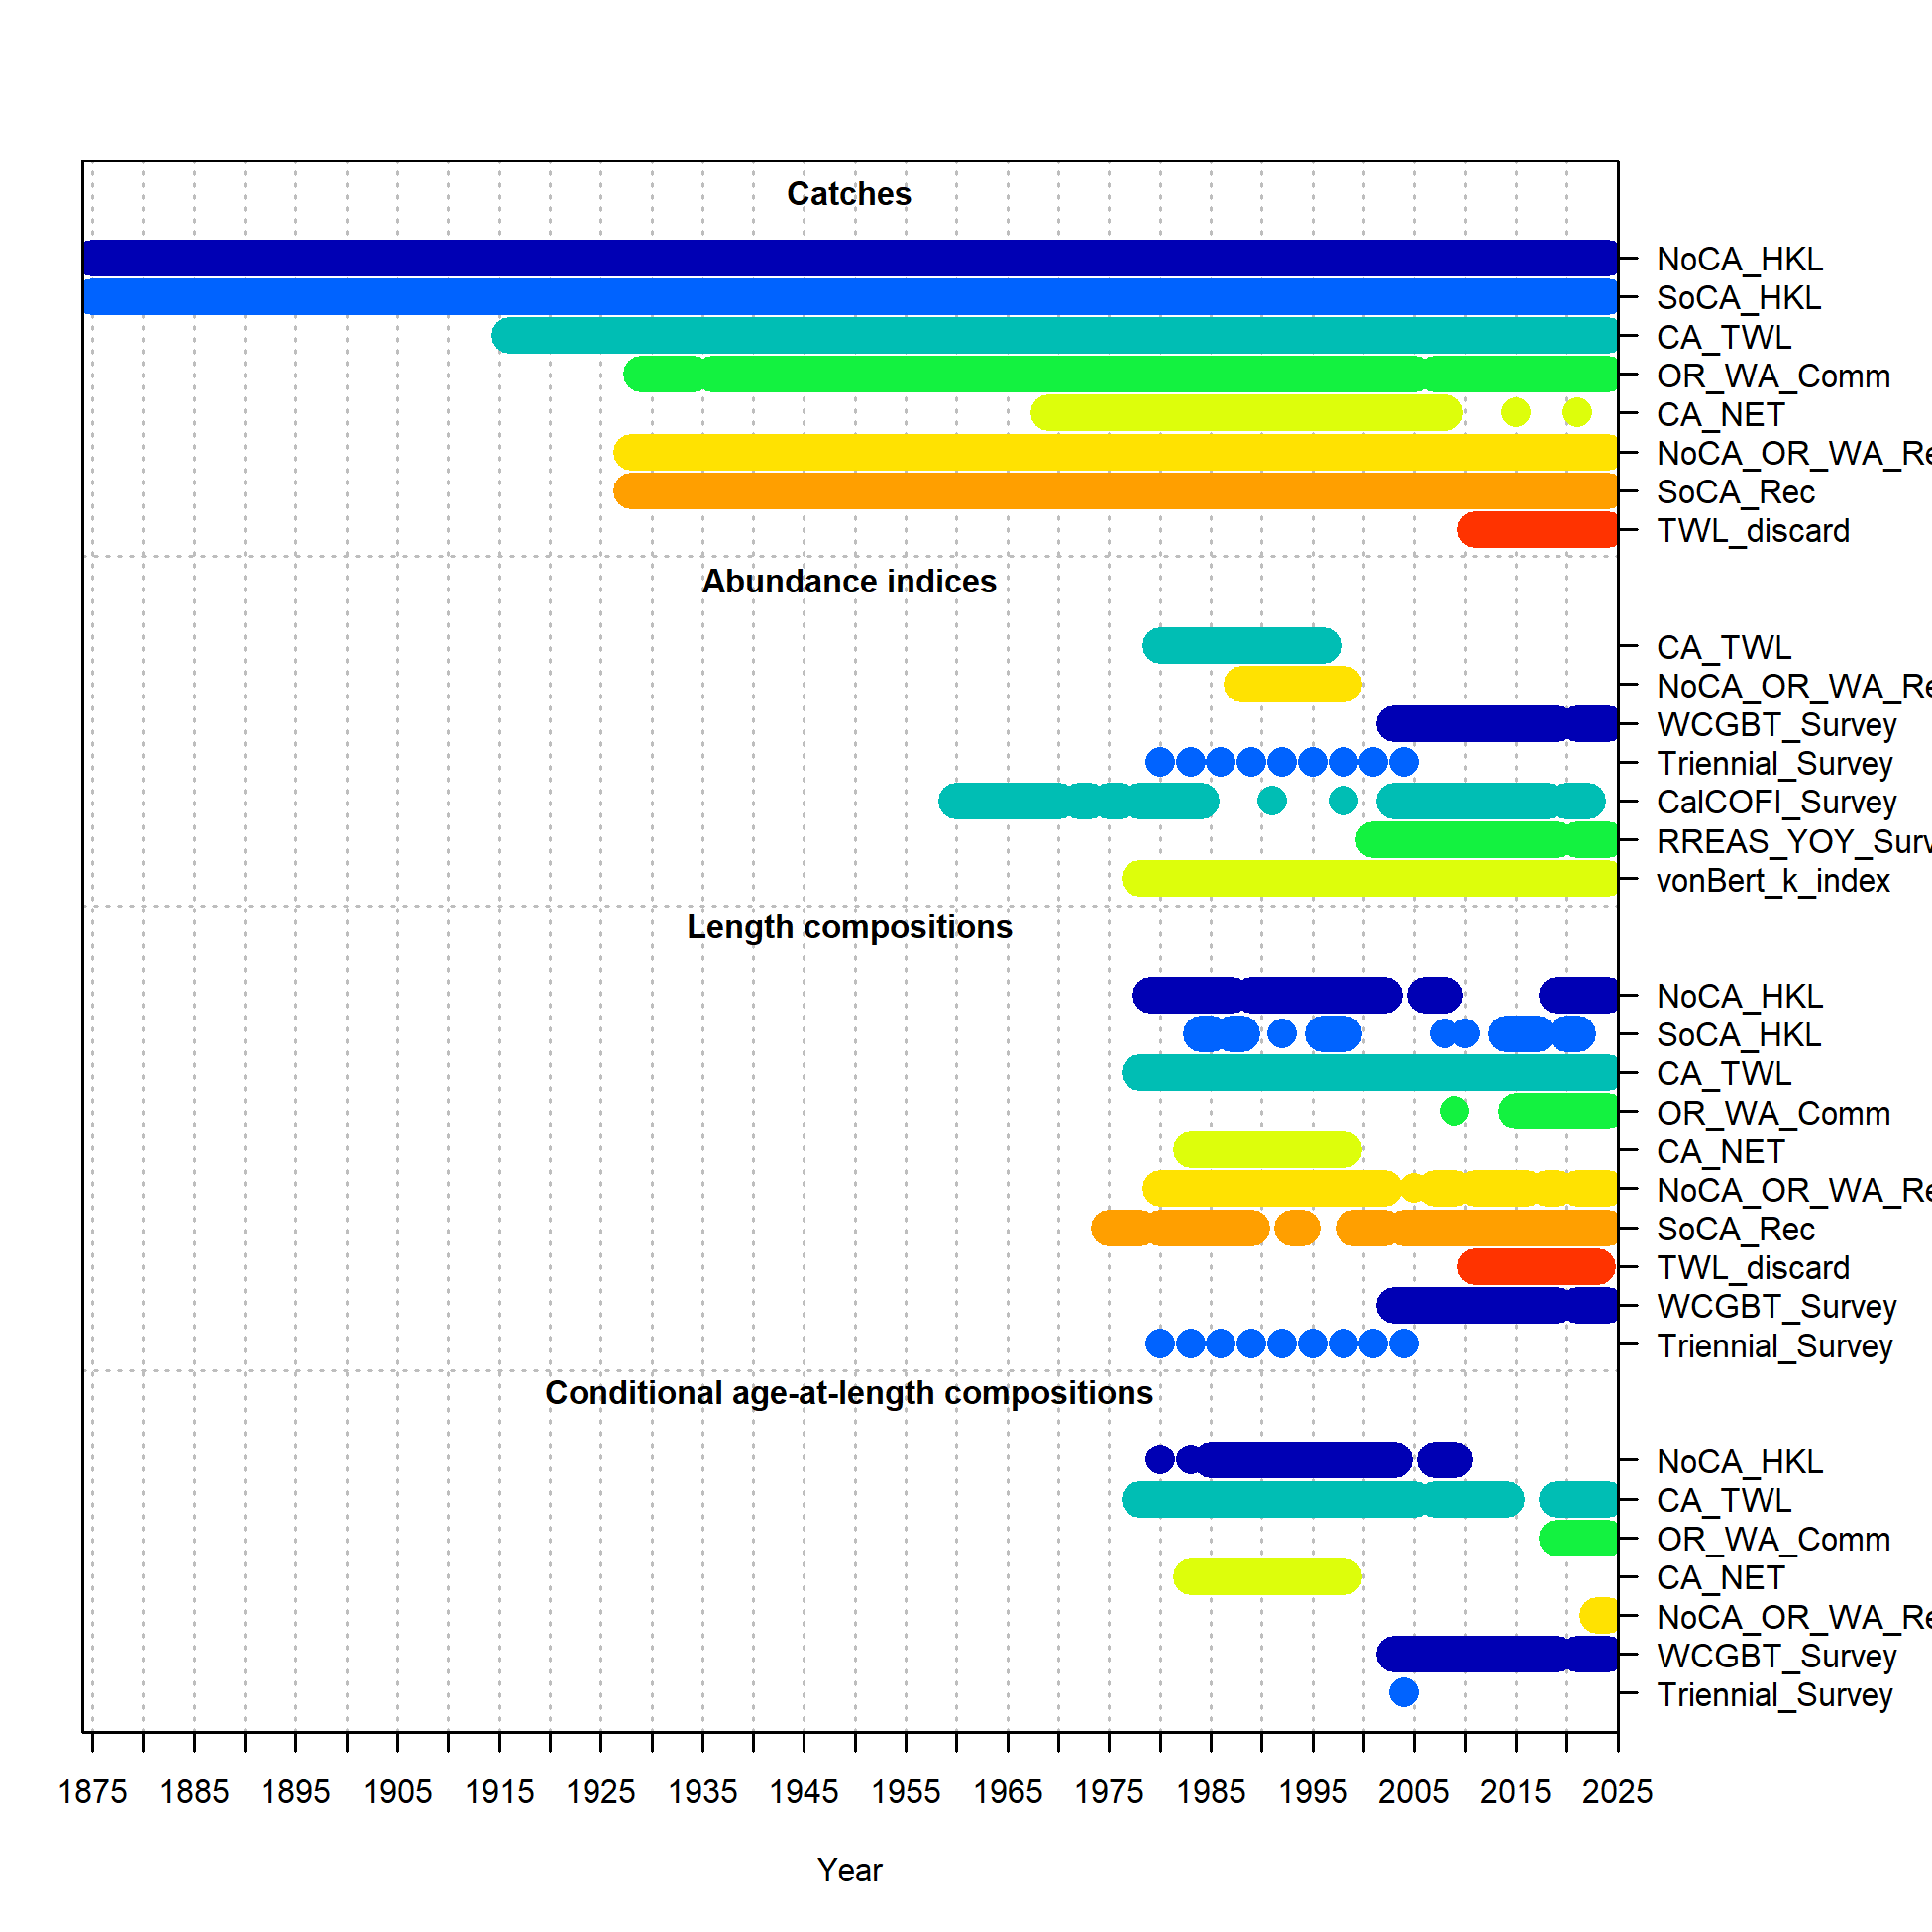 Catches
NoCA_HKL
SoCA_HKL
CA_TWL
OR_WA_Comm
CA_NET
NoCA_OR_WA_Re
SoCA_Rec
TWL_discard
Abundance indices
CA_TWL
NoCA_OR_WA_Re
WCGBT_Survey
Triennial_Survey
CalCOFI_Survey
RREAS_YOY_Surv
vonBert_k_index
Length compositions
NoCA_HKL
SoCA_HKL
CA_TWL
OR_WA_Comm
CA_NET
NoCA_OR_WA_Re
SoCA_Rec
TWL_discard
WCGBT_Survey
Triennial_Survey
Conditional age-at-length compositions
NoCA_HKL
CA_TWL
OR_WA_Comm
CA_NET
NoCA_OR_WA_Re
WCGBT_Survey
Triennial_Survey
1875 1885 1895 1905 1915 1925 1935 1945 1955 1965 1975 1985 1995 2005 2015 2025
Year